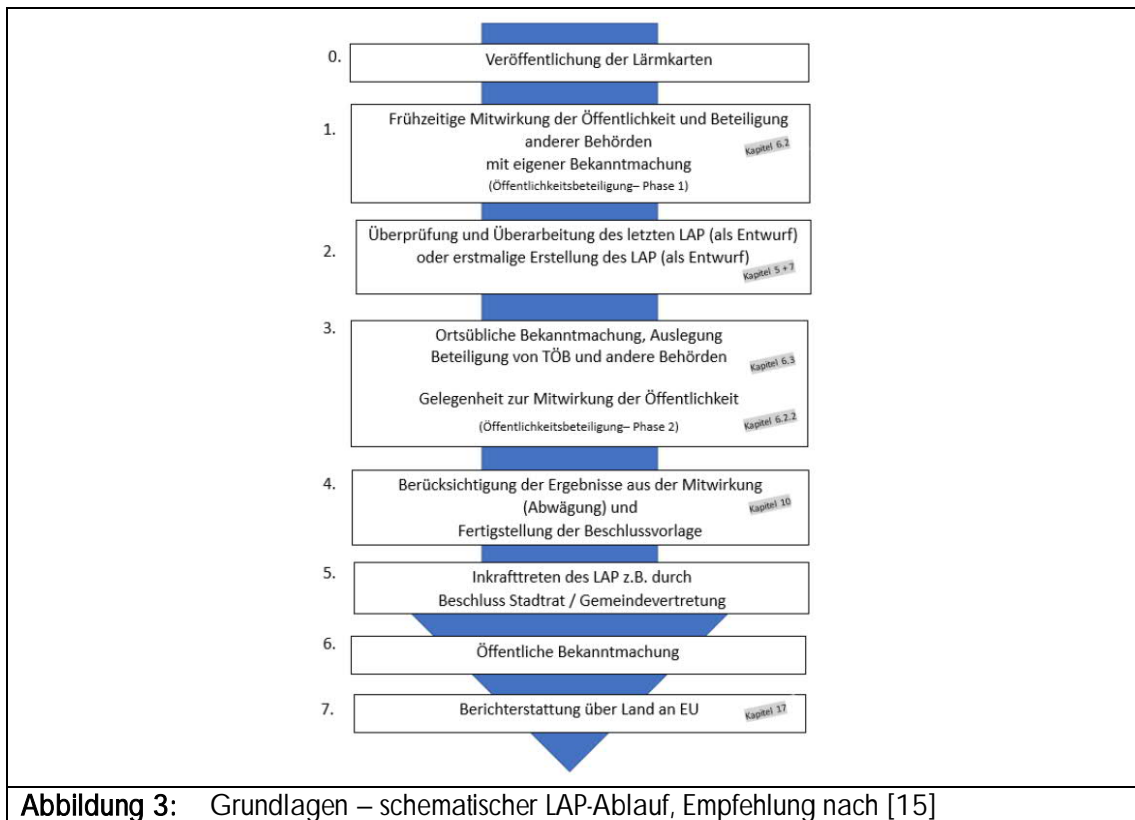 0. Veröffentlichung der Lärmkarten
1. Frühzeitige Mitwirkung der Öffentlichkeit und Beteiligung
anderer Behörden
Kapitel 6.2
mit eigener Bekanntmachung
(Öffentlichkeitsbeteiligung– Phase 1)
2. Überprüfung und Überarbeitung des letzten LAP (als Entwurf)
oder erstmalige Erstellung des LAP (als Entwurf)
Kapitel 5 + 7
3. Ortsübliche Bekanntmachung, Auslegung
Beteiligung von TÖB und andere Behörden
Kapitel 6.3
Gelegenheit zur Mitwirkung der Öffentlichkeit
(Öffentlichkeitsbeteiligung– Phase 2)
Kapitel 6.2.2
4. Berücksichtigung der Ergebnisse aus der Mitwirkung
(Abwägung) und
Kapitel 10
Fertigstellung der Beschlussvorlage
5. Inkrafttreten des LAP z.B. durch
Beschluss Stadtrat / Gemeindevertretung
6. Öffentliche Bekanntmachung
7. Berichterstattung über Land an EU
Kapitel 17
Abbildung 3: Grundlagen – schematischer LAP-Ablauf, Empfehlung nach [15]